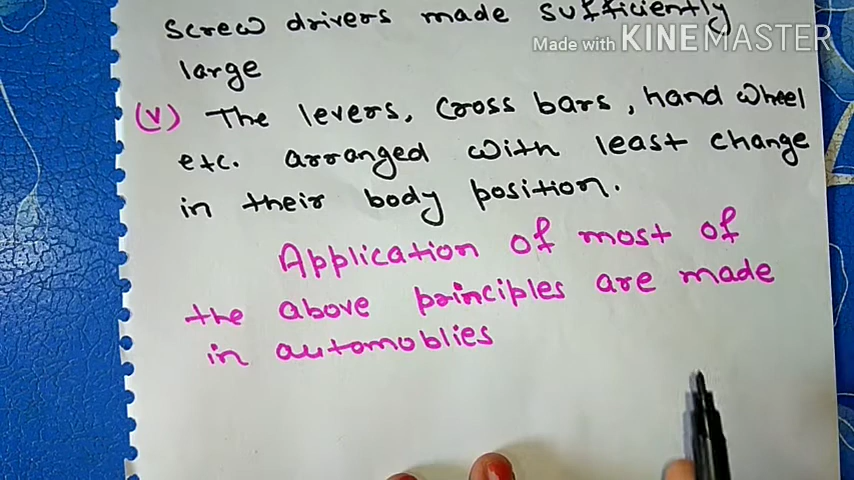 screw drivers made sufficiently
Made with KINEMASTER
large
(V) The levers, cross bars, hand wheel
etc. arranged with least change
in their body position.
Application of most of
the above principles are made
in automoblies